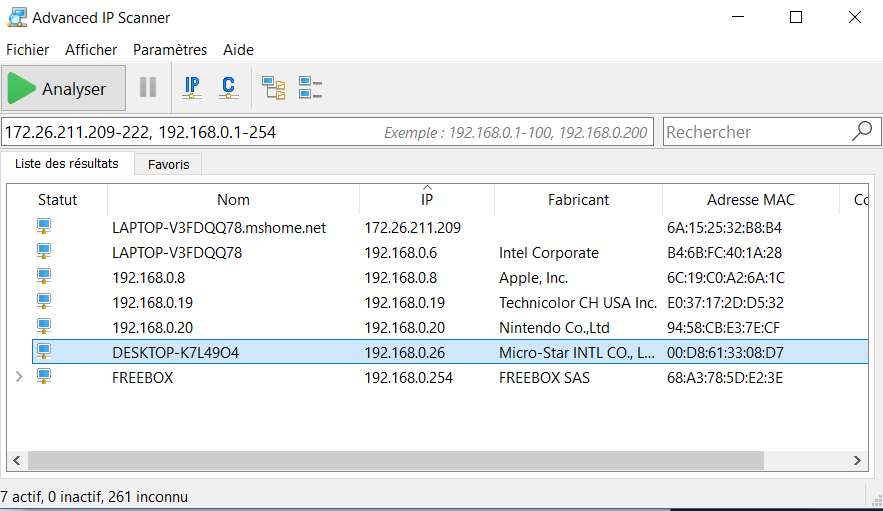 Advanced IP Scanner
Fichier Afficher Paramètres Aide
Analyser IP C
172.26.211.209-222, 192.168.0.1-254 Exemple : 192.168.0.1-100, 192.168.0.200 Rechercher
Liste des résultats Favoris
Statut Nom IP Fabricant Adresse MAC Cc
LAPTOP-V3FDQQ78.mshome.net 172.26.211.209 6A:15:25:32:B8:B4
LAPTOP-V3FDQQ78 192.168.0.6 Intel Corporate B4:6B:FC:40:1A:28
192.168.0.8 192.168.0.8 Apple, Inc. 6C:19:C0:A2:6A:1C
192.168.0.19 192.168.0.19 Technicolor CH USA Inc. E0:37:17:2D:D5:32
192.168.0.20 192.168.0.20 Nintendo Co.,Ltd 94:58:CB:E3:7E:CF
DESKTOP-K7L49O4 192.168.0.26 Micro-Star INTL CO., L... 00:D8:61:33:08:D7
FREEBOX 192.168.0.254 FREEBOX SAS 68:A3:78:5D:E2:3E
7 actif, 0 inactif, 261 inconnu